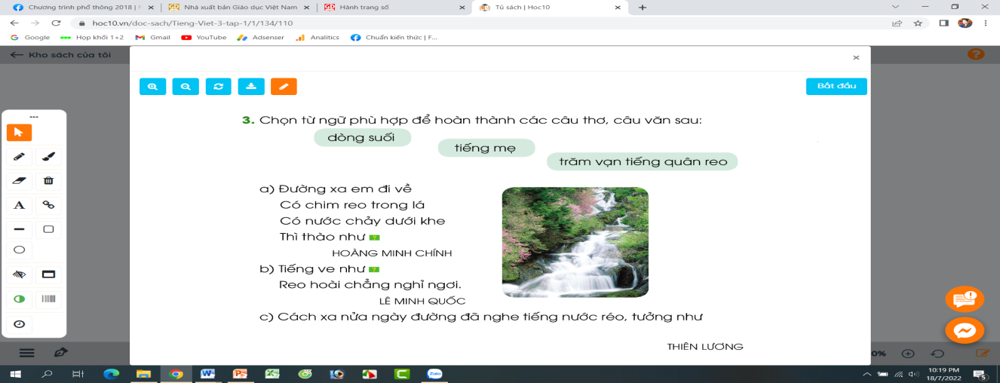 Chương trình phổ thông 2018 | F
Nhà xuất bản Giáo dục Việt Nam
Hành trang số
Tủ sách | Hoc10
hoc10.vn/doc-sach/Tieng-Viet-3-tap-1/1/134/110
Google
Họp khối 1+2
Gmail
YouTube
Adsenser
Analitics
Chuẩn kiến thức | F...
Kho sách của tôi
Bắt đầu
3. Chọn từ ngữ phù hợp để hoàn thành các câu thơ, câu văn sau:
dòng suối
tiếng mẹ
trăm vạn tiếng quân reo
a) Đường xa em đi về
Có chim reo trong lá
Có nước chảy dưới khe
Thì thào như ?
HOÀNG MINH CHÍNH
b) Tiếng ve như ?
Reo hoài chẳng nghỉ ngơi.
LÊ MINH QUỐC
c) Cách xa nửa ngày đường đã nghe tiếng nước réo, tưởng như
THIÊN LƯƠNG
0%
10:19 PM
18/7/2022